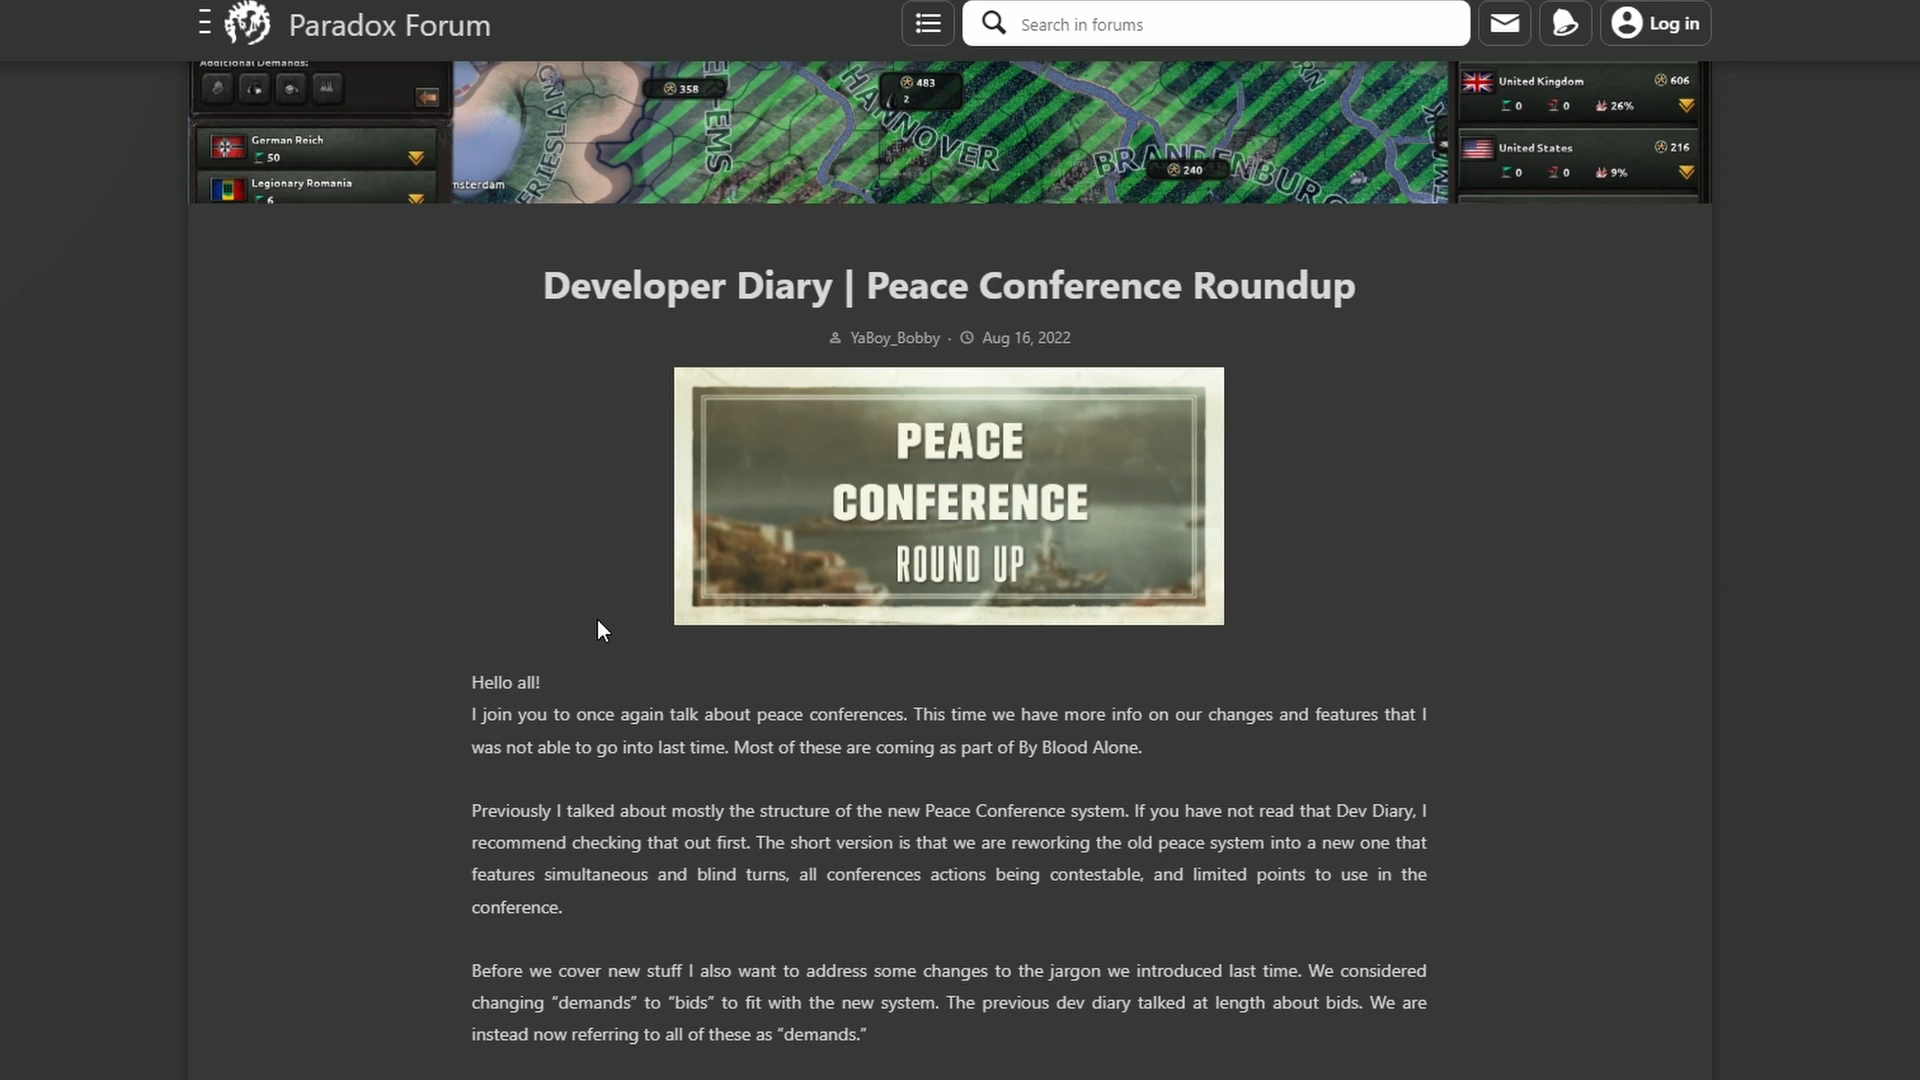 Paradox Forum
Search in forums
Log in
Additional Demands:
358
483
2
240
FRIESLAND
HANNOVER
BRANDENBURG
German Reich
50
Legionary Romania
6
United Kingdom
606
0
0
26%
United States
216
0
0
9%
Developer Diary | Peace Conference Roundup
YaBoy_Bobby · Aug 16, 2022
PEACE
CONFERENCE
ROUND UP
Hello all!
I join you to once again talk about peace conferences. This time we have more info on our changes and features that I
was not able to go into last time. Most of these are coming as part of By Blood Alone.
Previously I talked about mostly the structure of the new Peace Conference system. If you have not read that Dev Diary, I
recommend checking that out first. The short version is that we are reworking the old peace system into a new one that
features simultaneous and blind turns, all conferences actions being contestable, and limited points to use in the
conference.
Before we cover new stuff I also want to address some changes to the jargon we introduced last time. We considered
changing “demands” to “bids” to fit with the new system. The previous dev diary talked at length about bids. We are
instead now referring to all of these as “demands.”